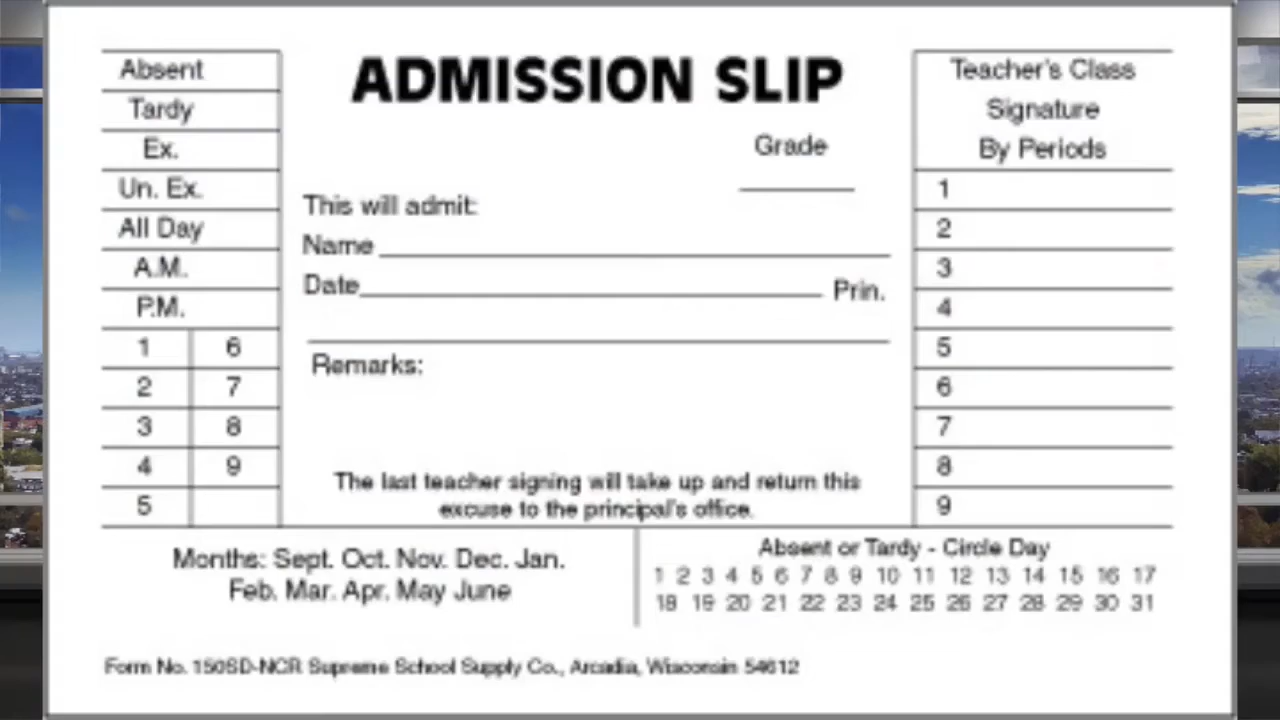 ADMISSION SLIP
Absent
Tardy
Ex.
Un. Ex.
All Day
A.M.
P.M.
1 6
2 7
3 8
4 9
5
Grade
This will admit:
Name
Date Prin.
Remarks:
The last teacher signing will take up and return this
excuse to the principal's office.
Teacher's Class
Signature
By Periods
1
2
3
4
5
6
7
8
9
Months: Sept. Oct. Nov. Dec. Jan.
Feb. Mar. Apr. May June
Absent or Tardy - Circle Day
1 2 3 4 5 6 7 8 9 10 11 12 13 14 15 16 17
18 19 20 21 22 23 24 25 26 27 28 29 30 31
Form No. 150SD-NCR Supreme School Supply Co., Arcadia, Wisconsin 54612